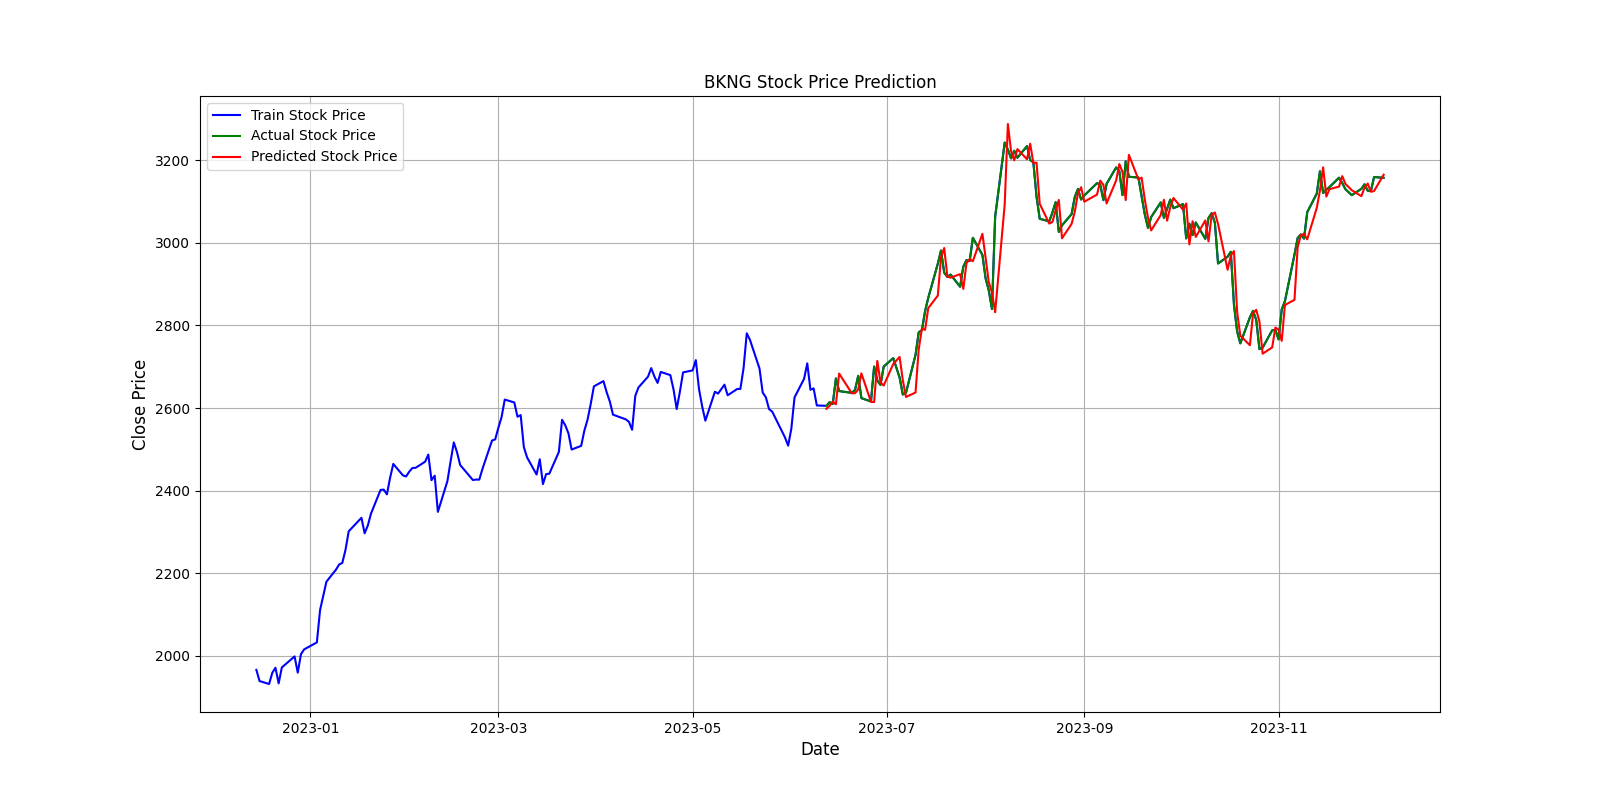 BKNG Stock Price Prediction
Train Stock Price
Actual Stock Price
Predicted Stock Price
Close Price
3200
3000
2800
2600
2400
2200
2000
2023-01
2023-03
2023-05
2023-07
2023-09
2023-11
Date